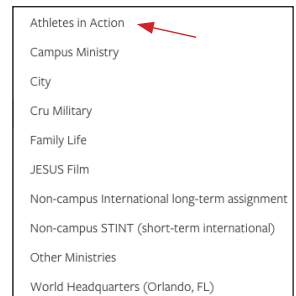 Athletes in Action
Campus Ministry
City
Cru Military
Family Life
JESUS Film
Non-campus International long-term assignment
Non-campus STINT (short-term international)
Other Ministries
World Headquarters (Orlando, FL)